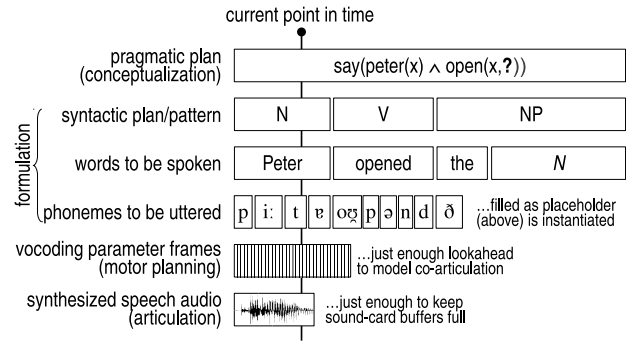 current point in time
pragmatic plan
(conceptualization)
say(peter(x) ∧ open(x,?))
formulation
syntactic plan/pattern
N V NP
words to be spoken
Peter opened the N
phonemes to be uttered
p iː t ɐ oʊ̯ p ə n d ð
...filled as placeholder
(above) is instantiated
vocoding parameter frames
(motor planning)
...just enough lookahead
to model co-articulation
synthesized speech audio
(articulation)
...just enough to keep
sound-card buffers full